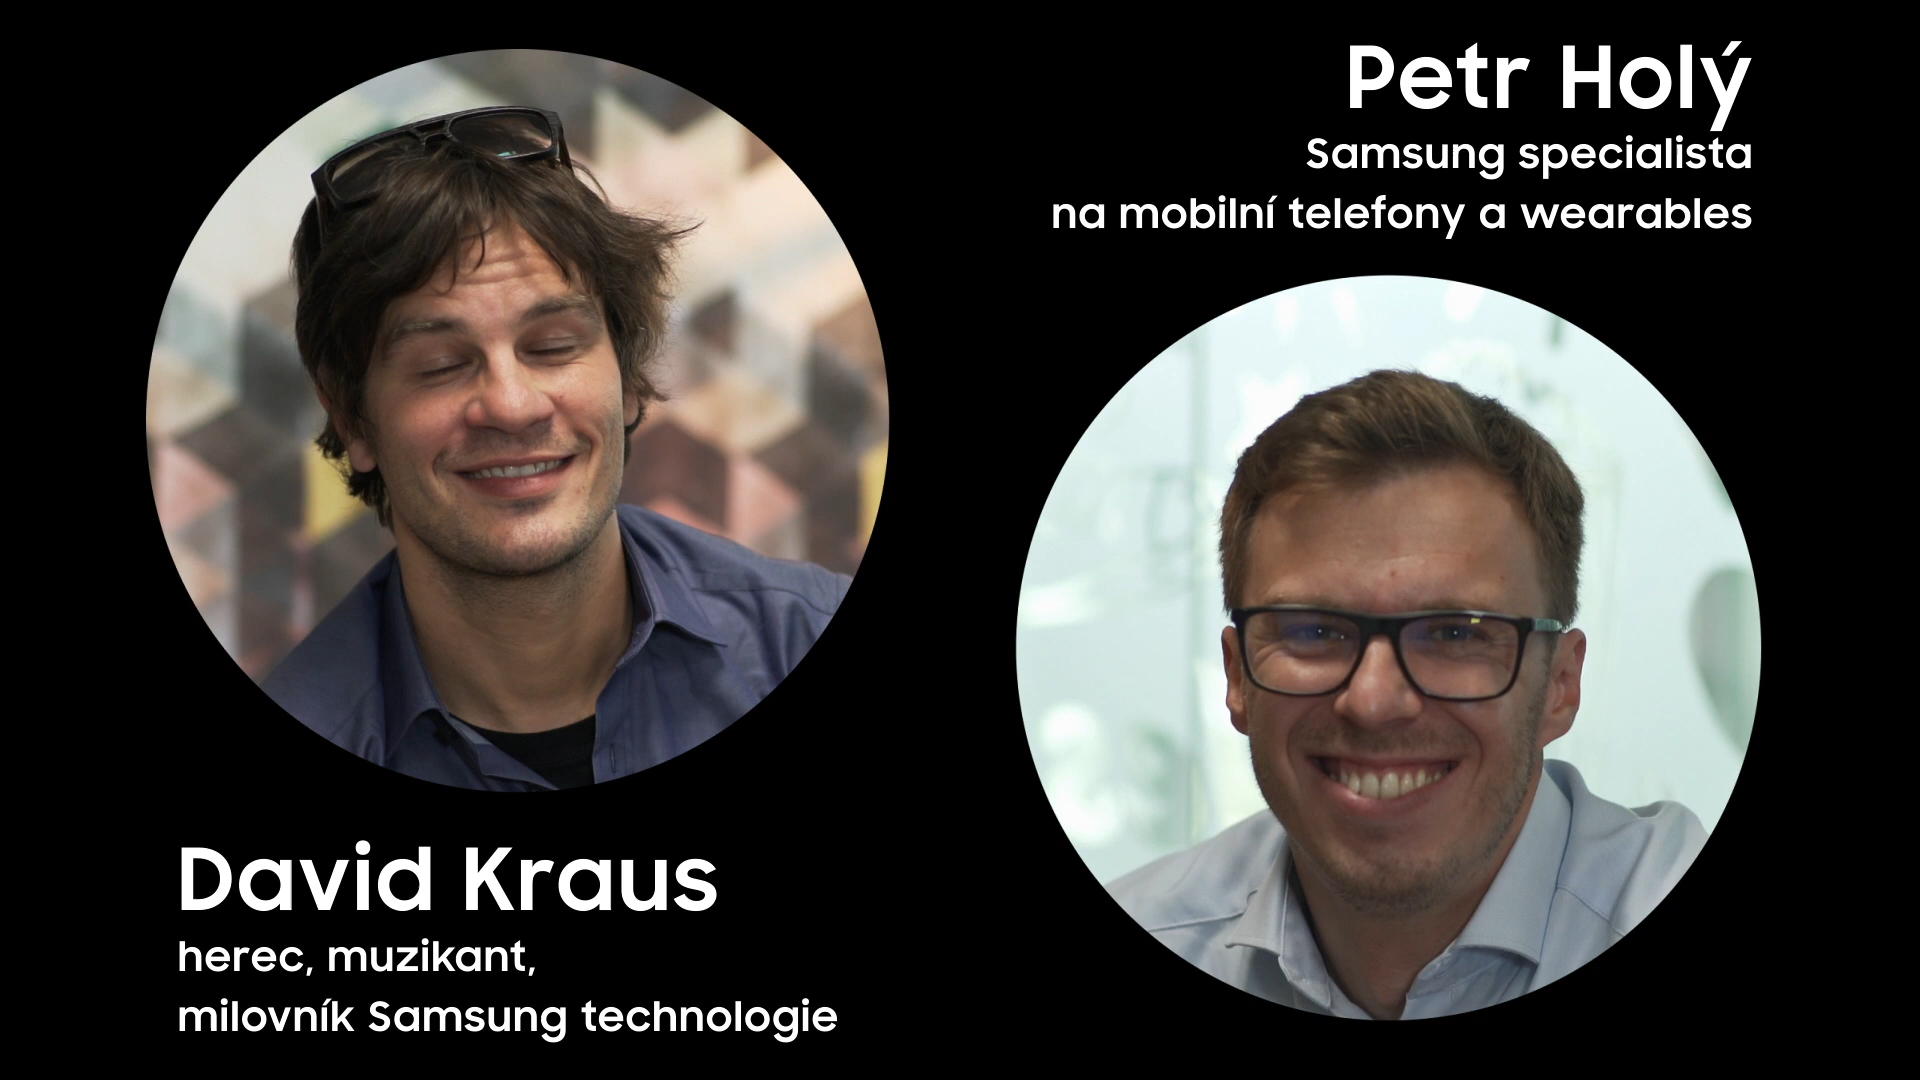 Petr Holý
Samsung specialista
na mobilní telefony a wearables
David Kraus
herec, muzikant,
milovník Samsung technologie